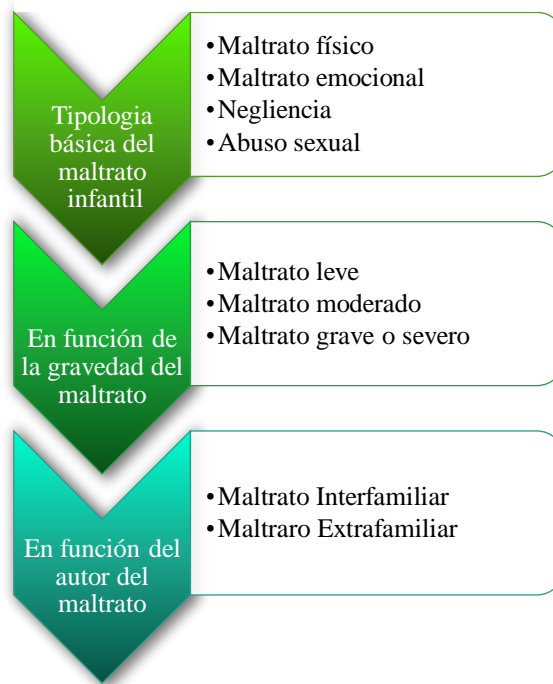 Tipologia
básica del
maltrato
infantil
•Maltrato físico
•Maltrato emocional
•Negliencia
•Abuso sexual
En función de
la gravedad del
maltrato
•Maltrato leve
•Maltrato moderado
•Maltrato grave o severo
En función del
autor del
maltrato
•Maltrato Interfamiliar
•Maltraro Extrafamiliar